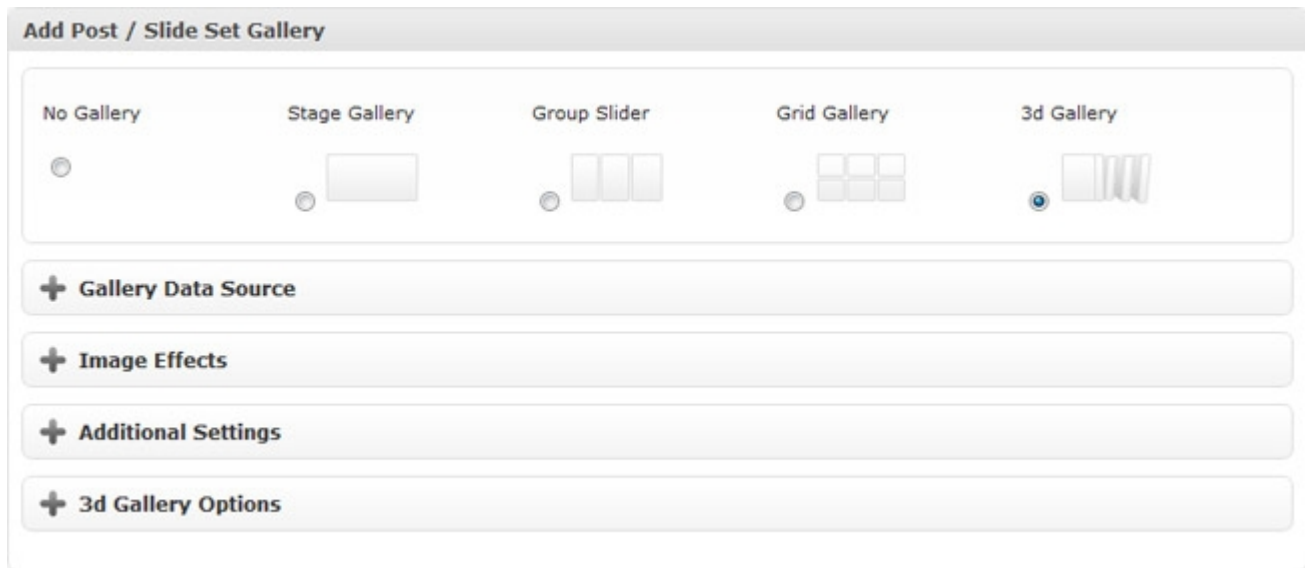 Add Post / Slide Set Gallery
No Gallery Stage Gallery Group Slider Grid Gallery 3d Gallery
Gallery Data Source
Image Effects
Additional Settings
3d Gallery Options